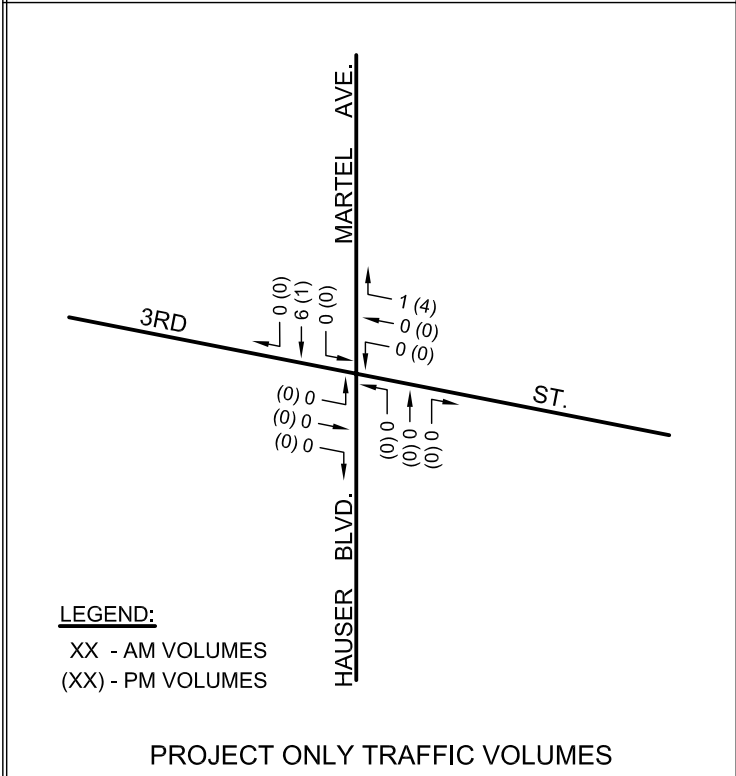 MARTEL AVE.
0 (0)
6 (1)
0 (0)
1 (4)
0 (0)
0 (0)
3RD
ST.
(0) 0
(0) 0
(0) 0
(0) 0
(0) 0
(0) 0
HAUSER BLVD.
LEGEND:
XX - AM VOLUMES
(XX) - PM VOLUMES
PROJECT ONLY TRAFFIC VOLUMES